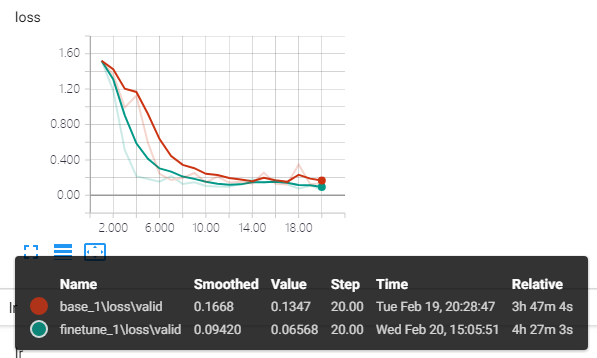 loss
1.60
1.20
0.800
0.400
0.00
2.000 6.000 10.00 14.00 18.00
Name Smoothed Value Step Time Relative
base_1\loss\valid 0.1668 0.1347 20.00 Tue Feb 19, 20:28:47 3h 47m 4s
finetune_1\loss\valid 0.09420 0.06568 20.00 Wed Feb 20, 15:05:51 4h 27m 3s
lr
lr